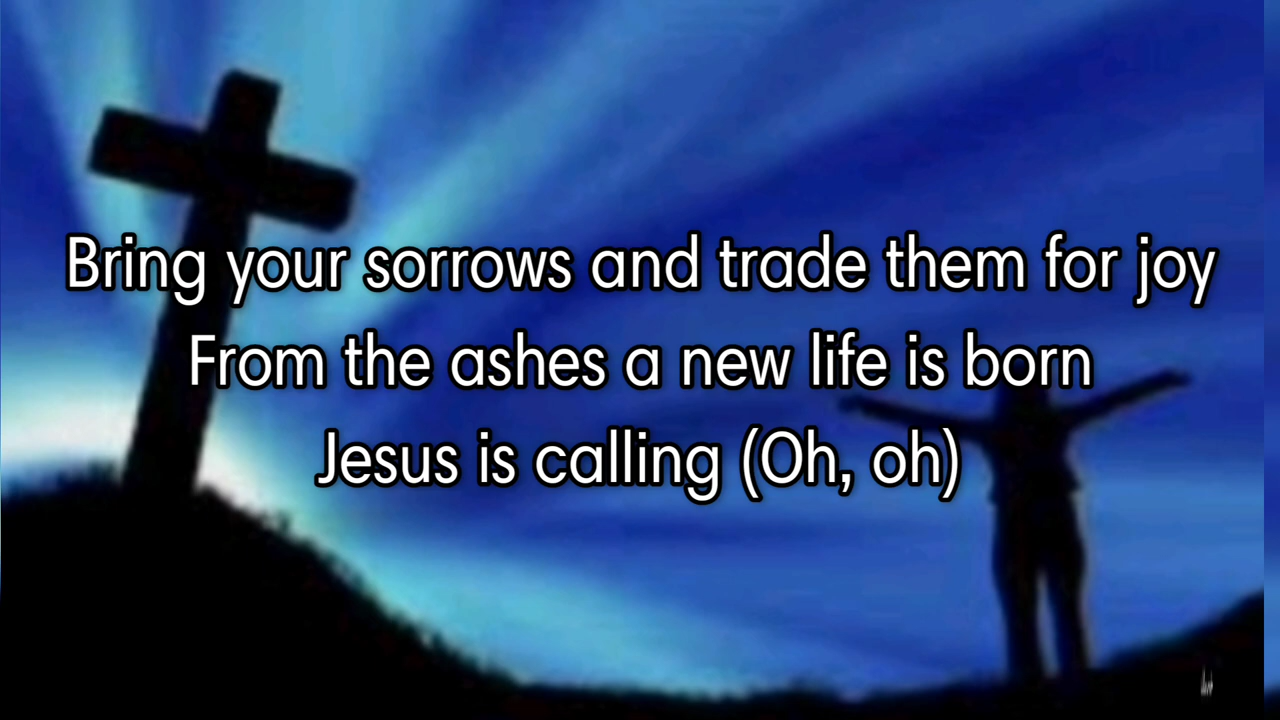 Bring your sorrows and trade them for joy
From the ashes a new life is born
Jesus is calling (Oh, oh)